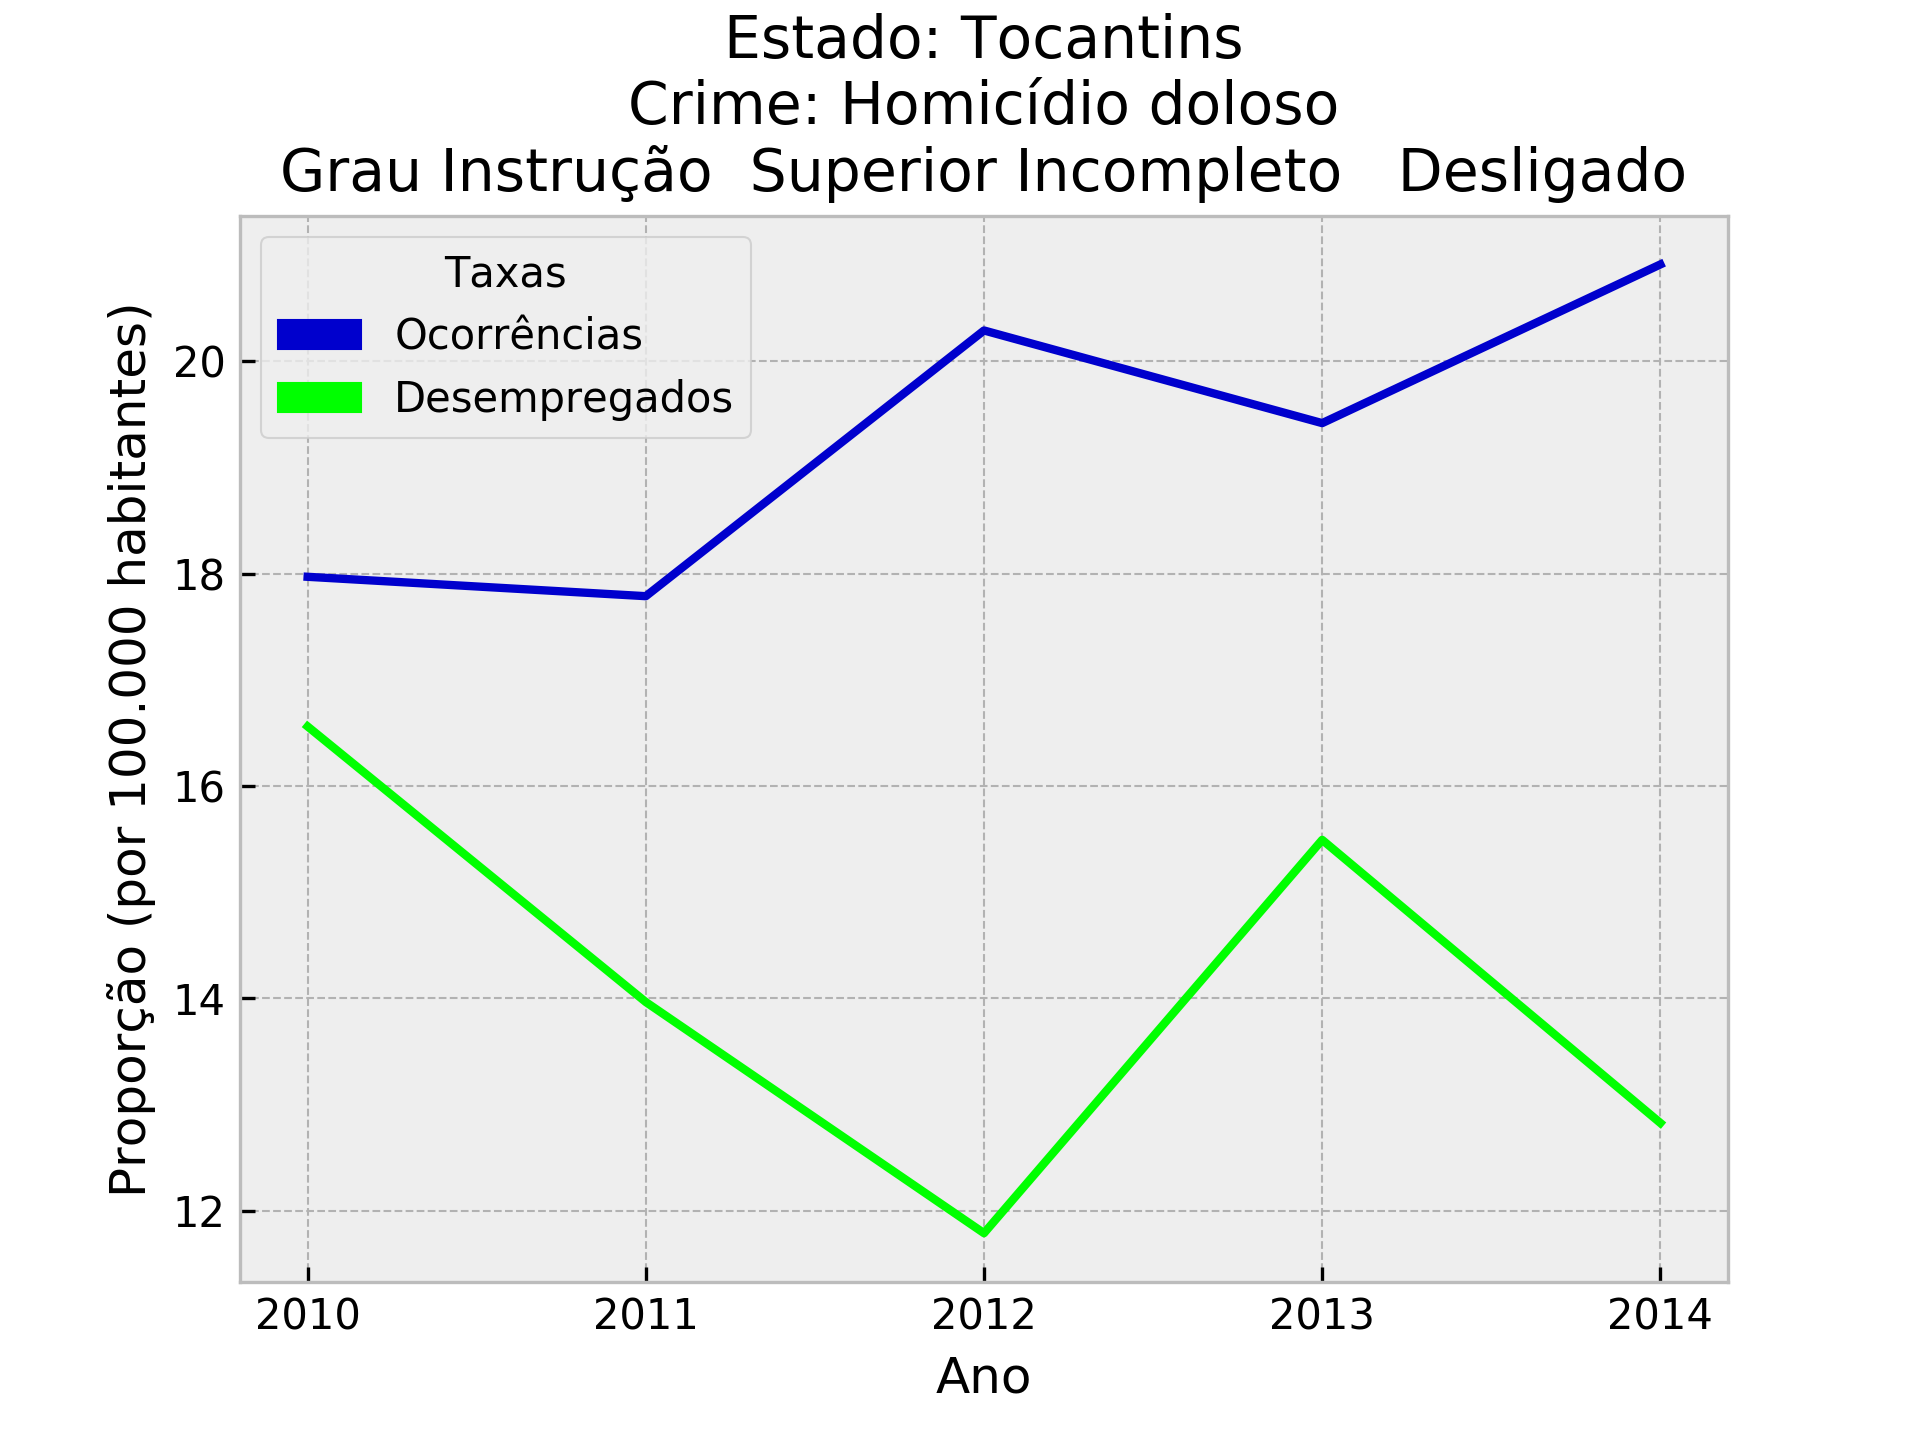 Estado: Tocantins
Crime: Homicídio doloso
Grau Instrução  Superior Incompleto   Desligado
Taxas
Ocorrências
Desempregados
Proporção (por 100.000 habitantes)
20
18
16
14
12
2010 2011 2012 2013 2014
Ano